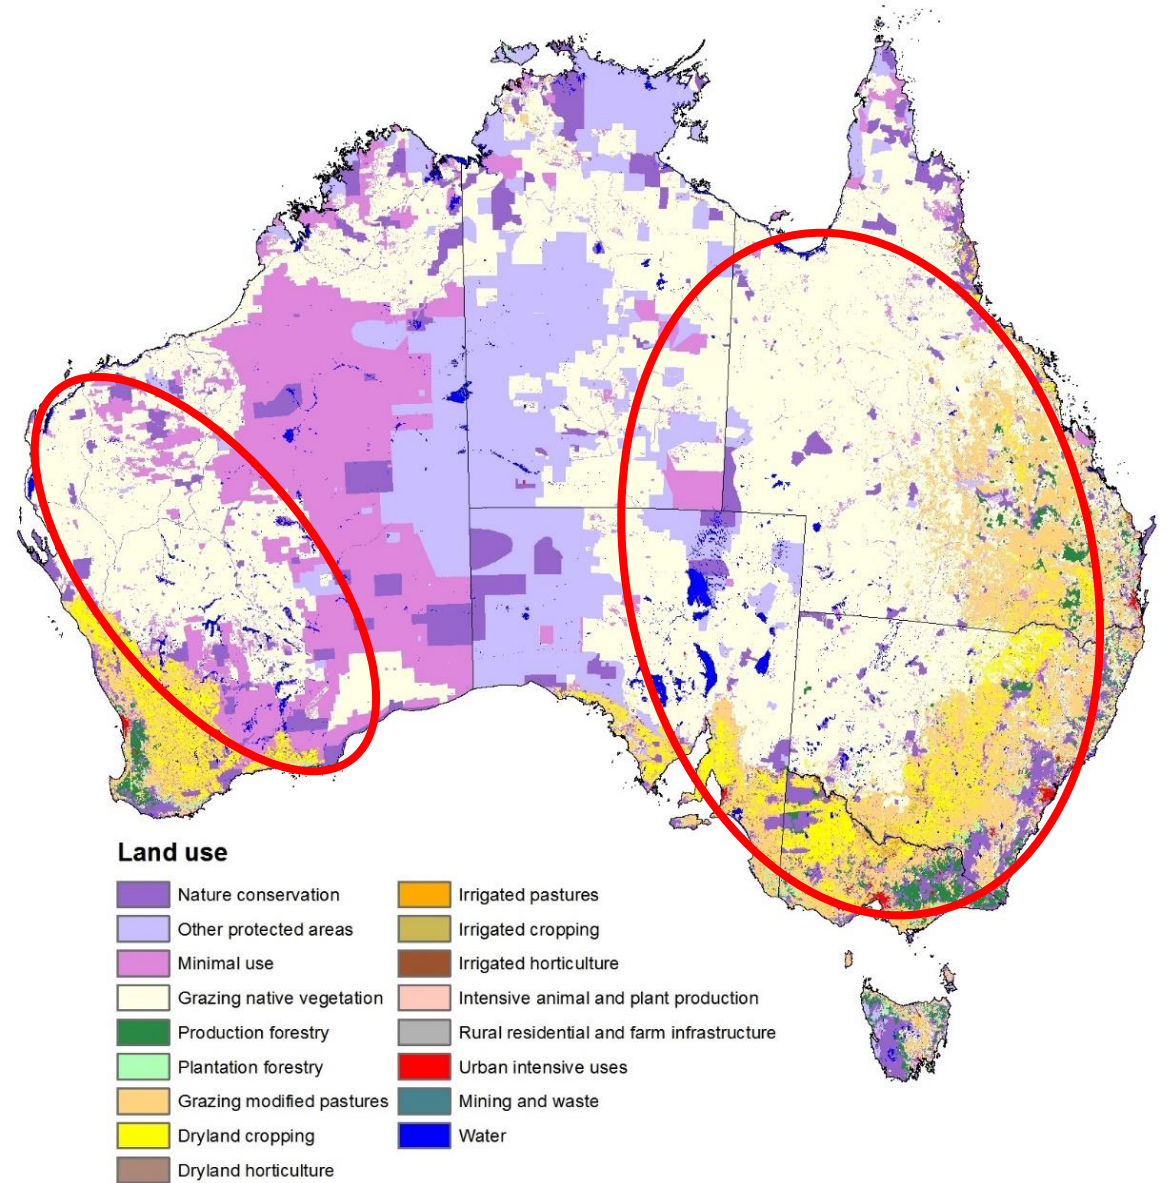 Land use
Nature conservation
Other protected areas
Minimal use
Grazing native vegetation
Production forestry
Plantation forestry
Grazing modified pastures
Dryland cropping
Dryland horticulture
Irrigated pastures
Irrigated cropping
Irrigated horticulture
Intensive animal and plant production
Rural residential and farm infrastructure
Urban intensive uses
Mining and waste
Water